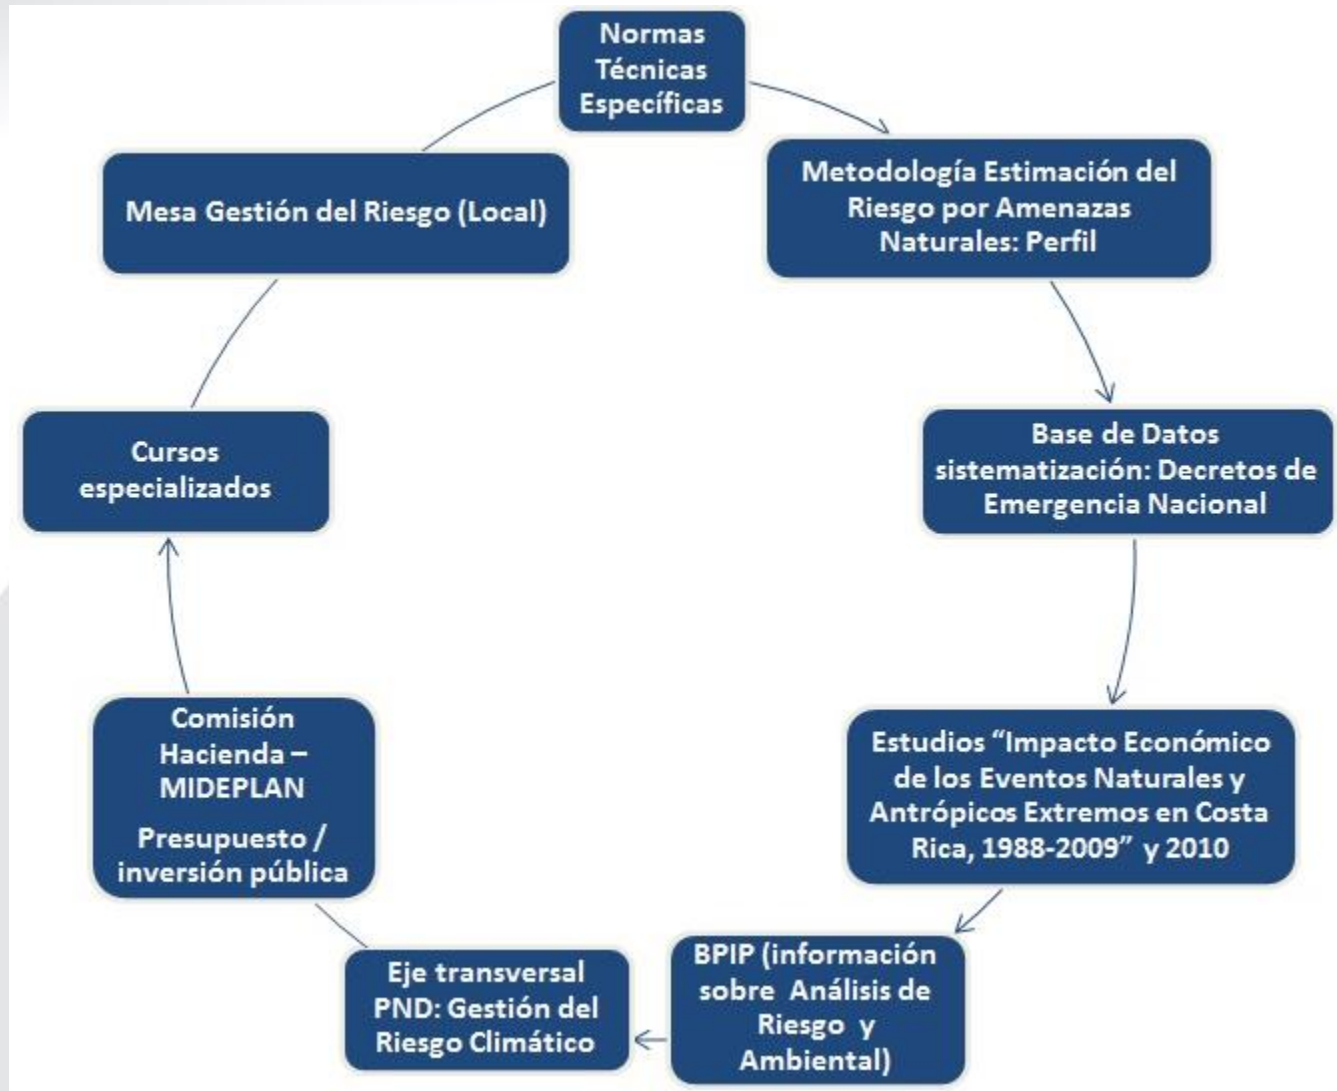 Normas
Técnicas
Específicas
Metodología Estimación del
Riesgo por Amenazas
Naturales: Perfil
Base de Datos
sistematización: Decretos de
Emergencia Nacional
Estudios “Impacto Económico
de los Eventos Naturales y
Antrópicos Extremos en Costa
Rica, 1988-2009” y 2010
BPIP (información
sobre Análisis de
Riesgo y
Ambiental)
Eje transversal
PND: Gestión del
Riesgo Climático
Comisión
Hacienda –
MIDEPLAN
Presupuesto /
inversión pública
Cursos
especializados
Mesa Gestión del Riesgo (Local)